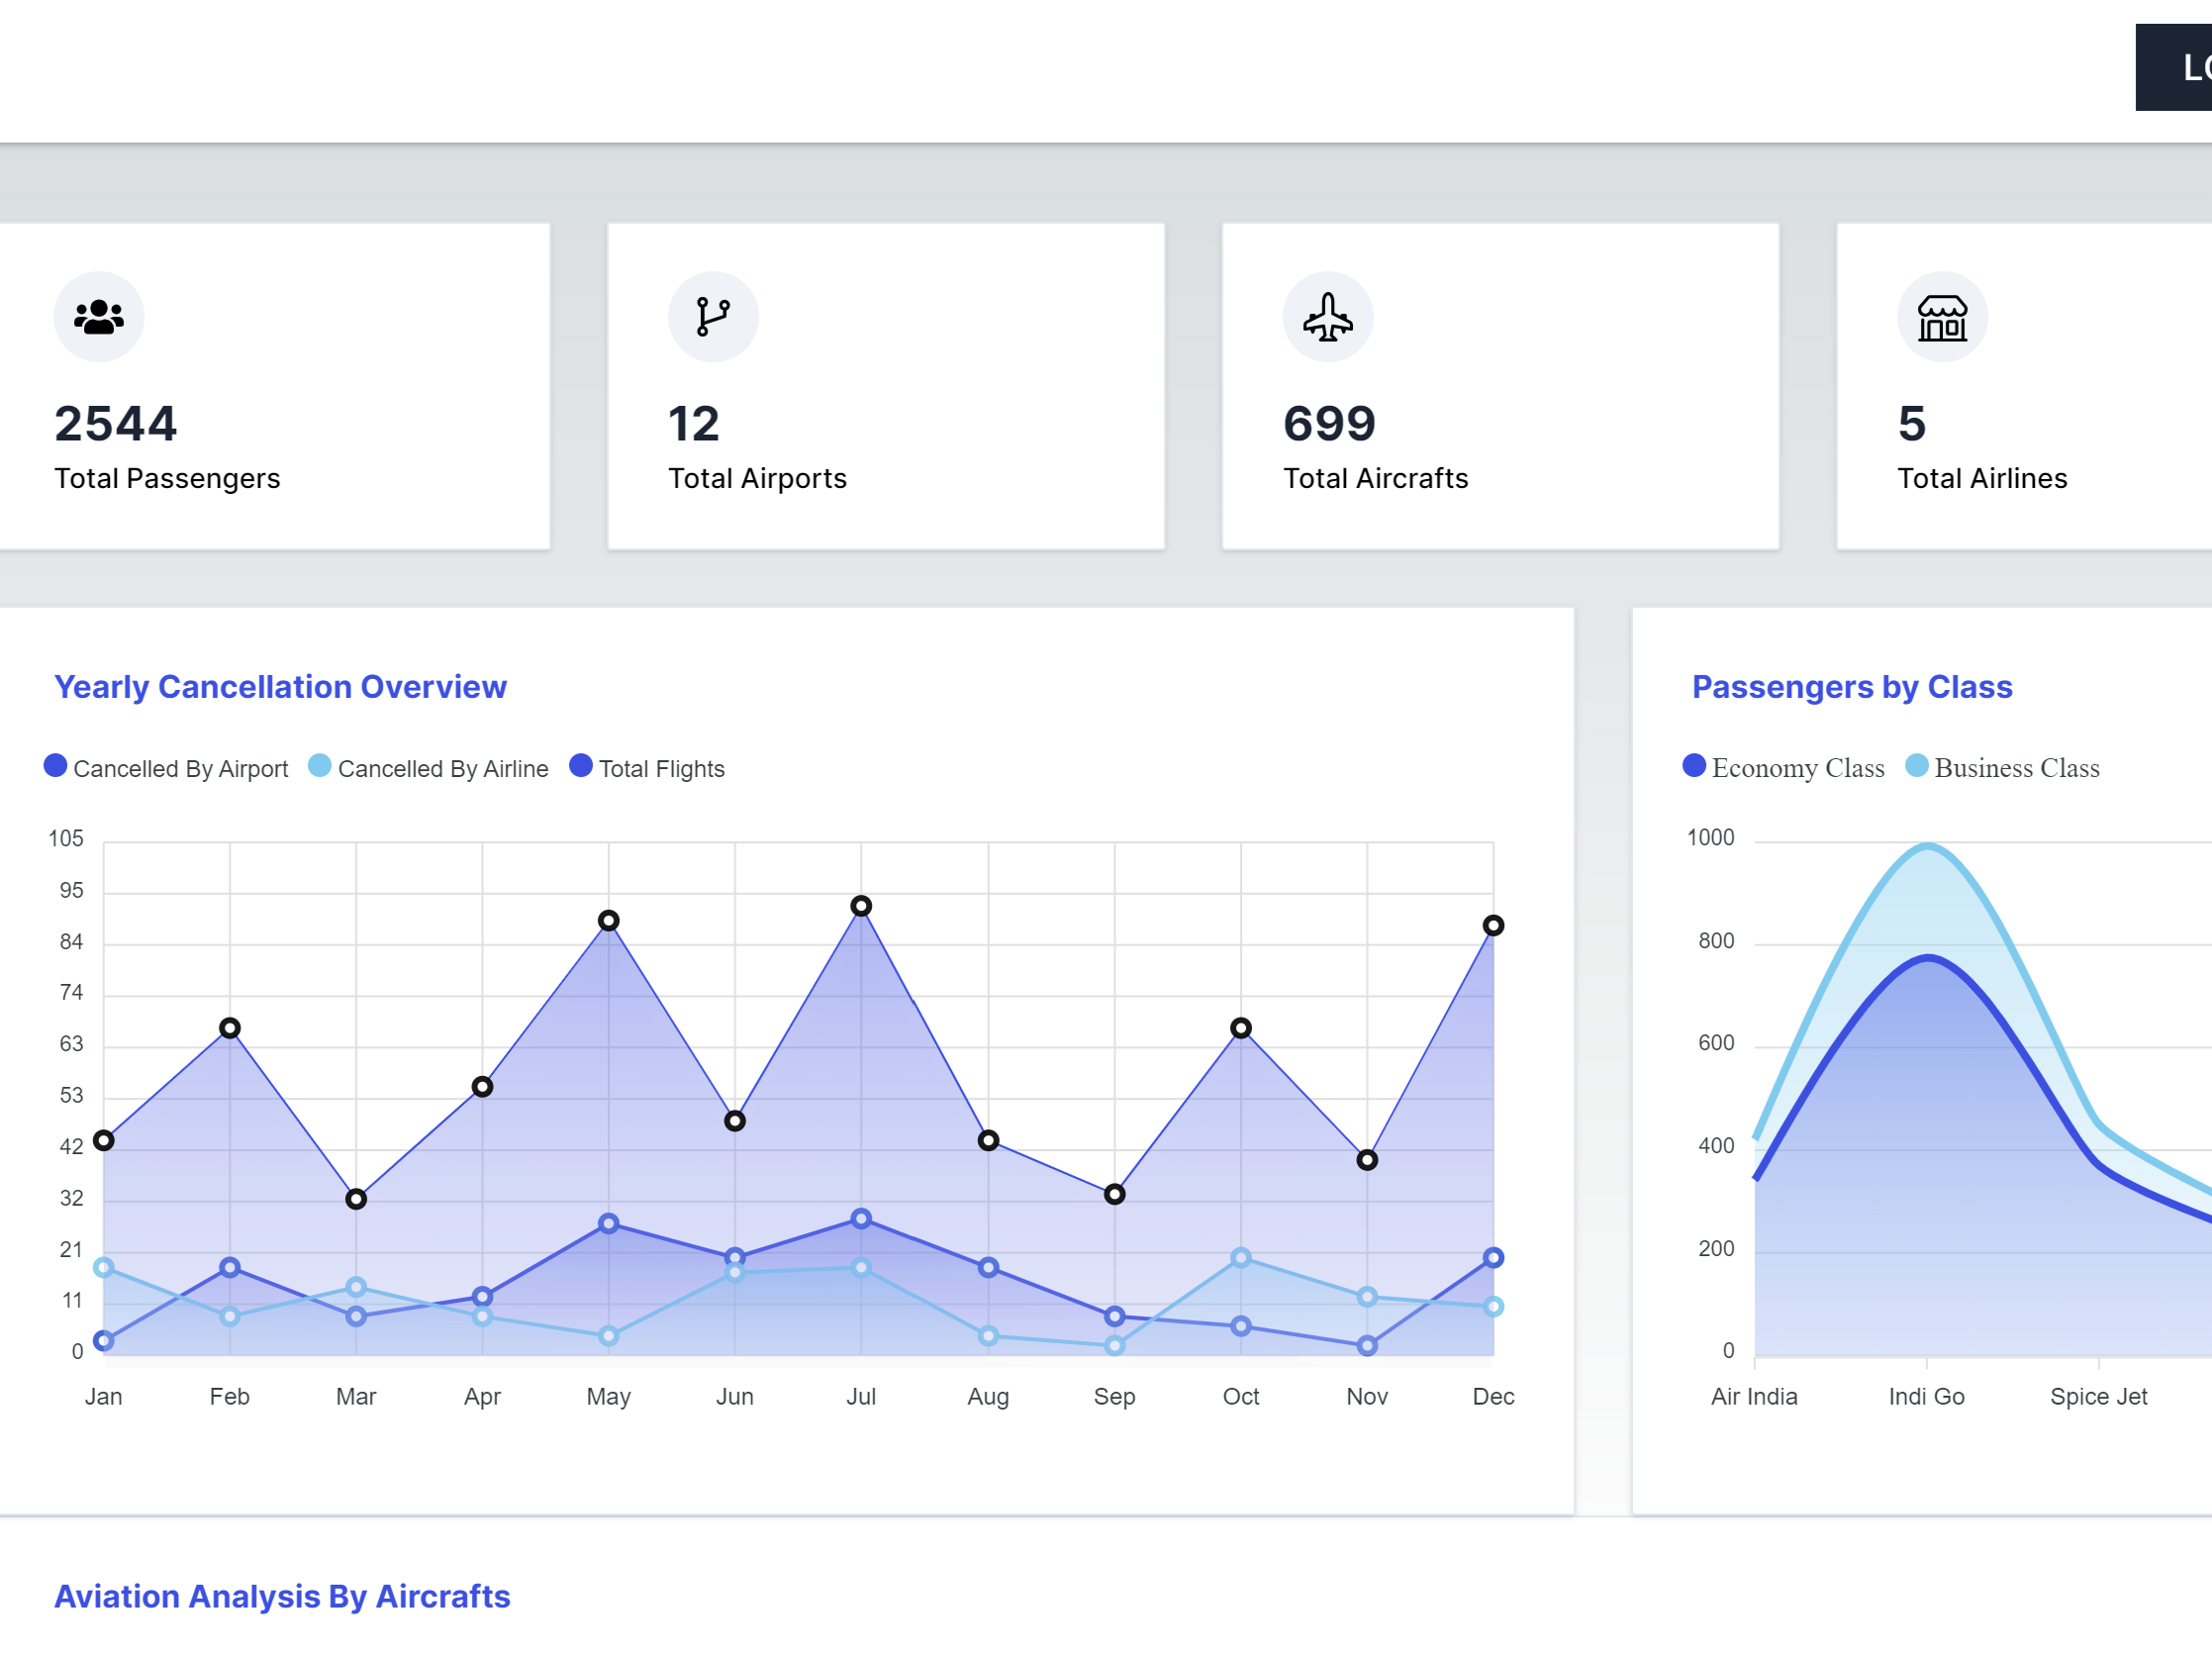 2544
Total Passengers
12
Total Airports
699
Total Aircrafts
5
Total Airlines
Yearly Cancellation Overview
Cancelled By Airport Cancelled By Airline Total Flights
105
95
84
74
63
53
42
32
21
11
0
Jan Feb Mar Apr May Jun Jul Aug Sep Oct Nov Dec
Passengers by Class
Economy Class Business Class
1000
800
600
400
200
0
Air India Indi Go Spice Jet
Aviation Analysis By Aircrafts